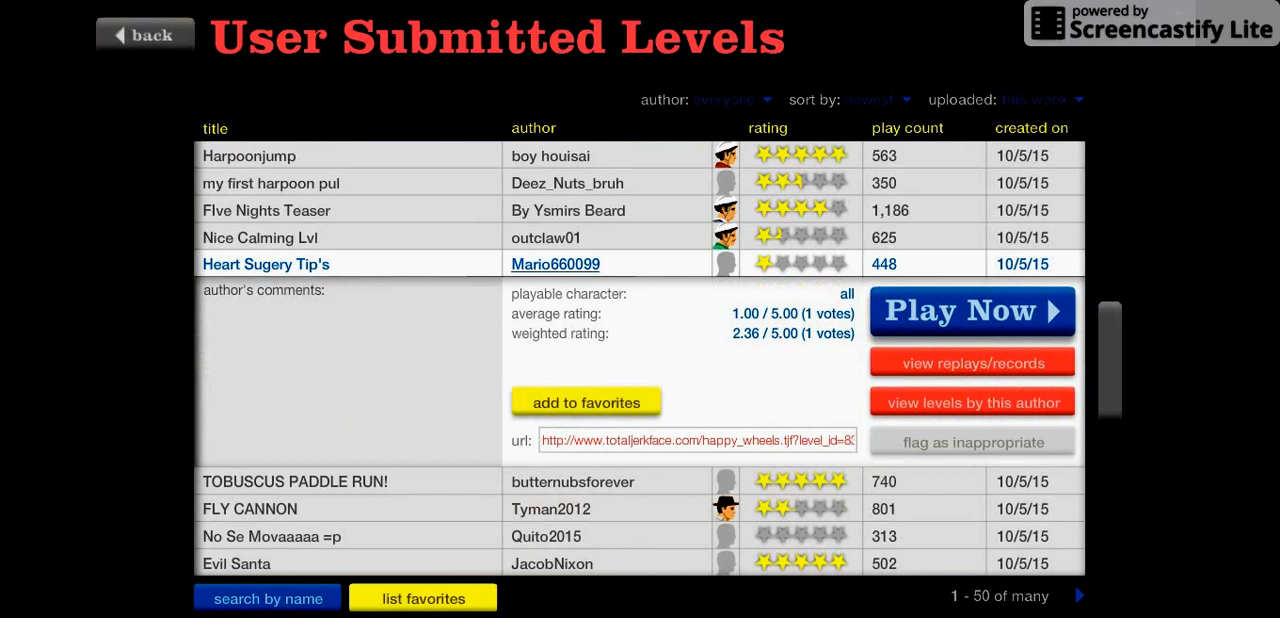 back
User Submitted Levels
powered by
Screencastify Lite
author: everyone sort by: newest uploaded: this week
title author rating play count created on
Harpoonjump boy houisai 563 10/5/15
my first harpoon pul Deez_Nuts_bruh 350 10/5/15
FIve Nights Teaser By Ysmirs Beard 1,186 10/5/15
Nice Calming Lvl outclaw01 625 10/5/15
Heart Sugery Tip's Mario660099 448 10/5/15
author's comments:
playable character: all
average rating: 1.00 / 5.00 (1 votes)
weighted rating: 2.36 / 5.00 (1 votes)
Play Now
view replays/records
add to favorites
view levels by this author
url: http://www.totaljerkface.com/happy_wheels.tjf?level_id=8
flag as inappropriate
TOBUSCUS PADDLE RUN! butternubsforever 740 10/5/15
FLY CANNON Tyman2012 801 10/5/15
No Se Movaaaaa =p Quito2015 313 10/5/15
Evil Santa JacobNixon 502 10/5/15
search by name list favorites 1 - 50 of many